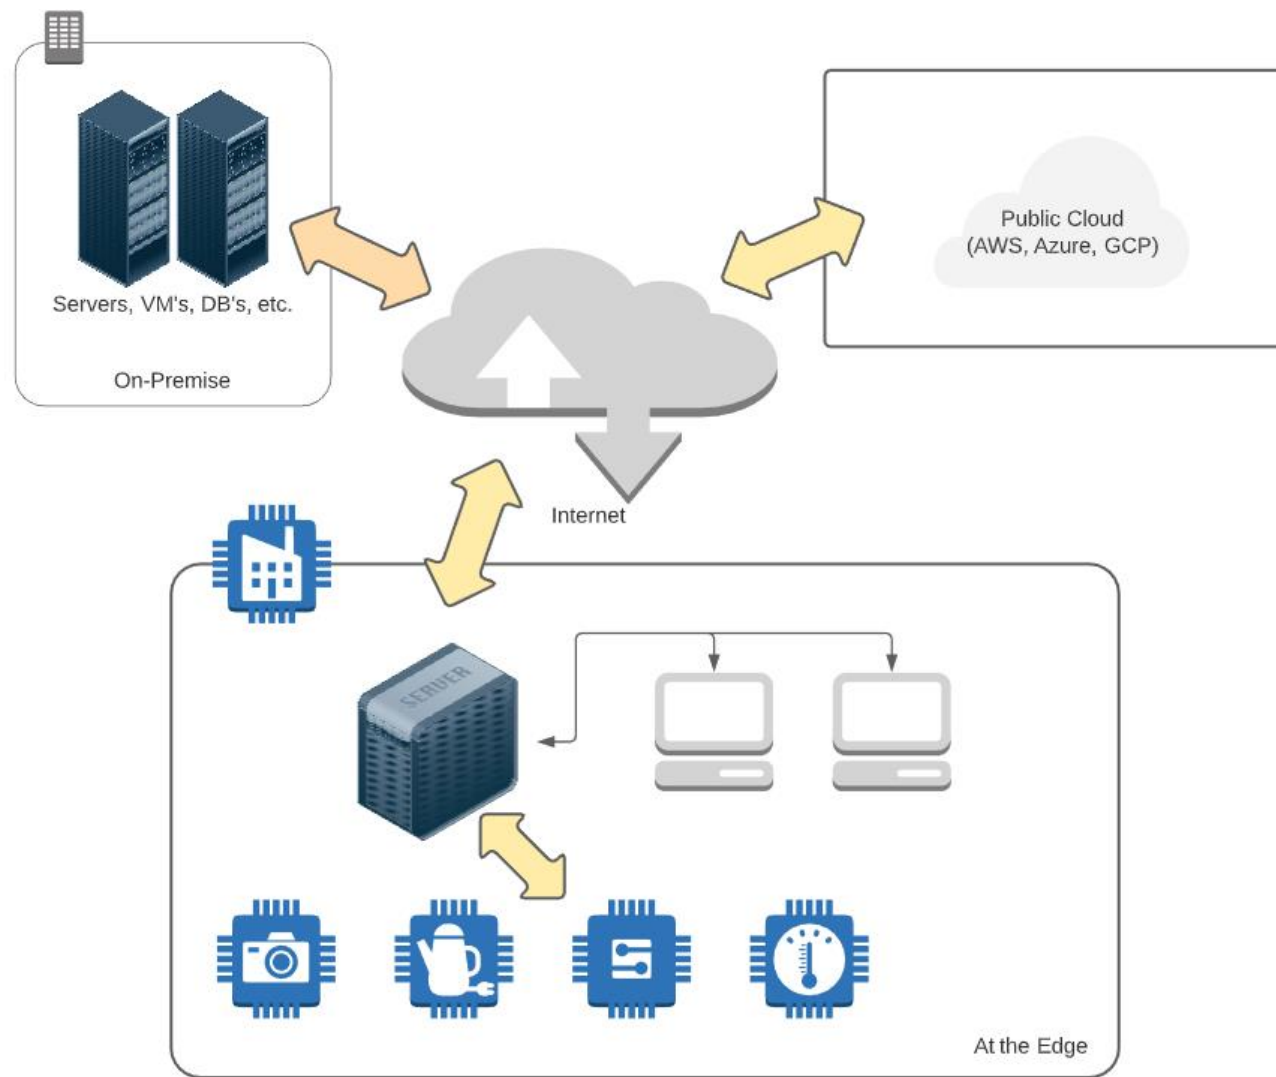 Servers, VM's, DB's, etc.
On-Premise
Public Cloud
(AWS, Azure, GCP)
Internet
SERVER
At the Edge